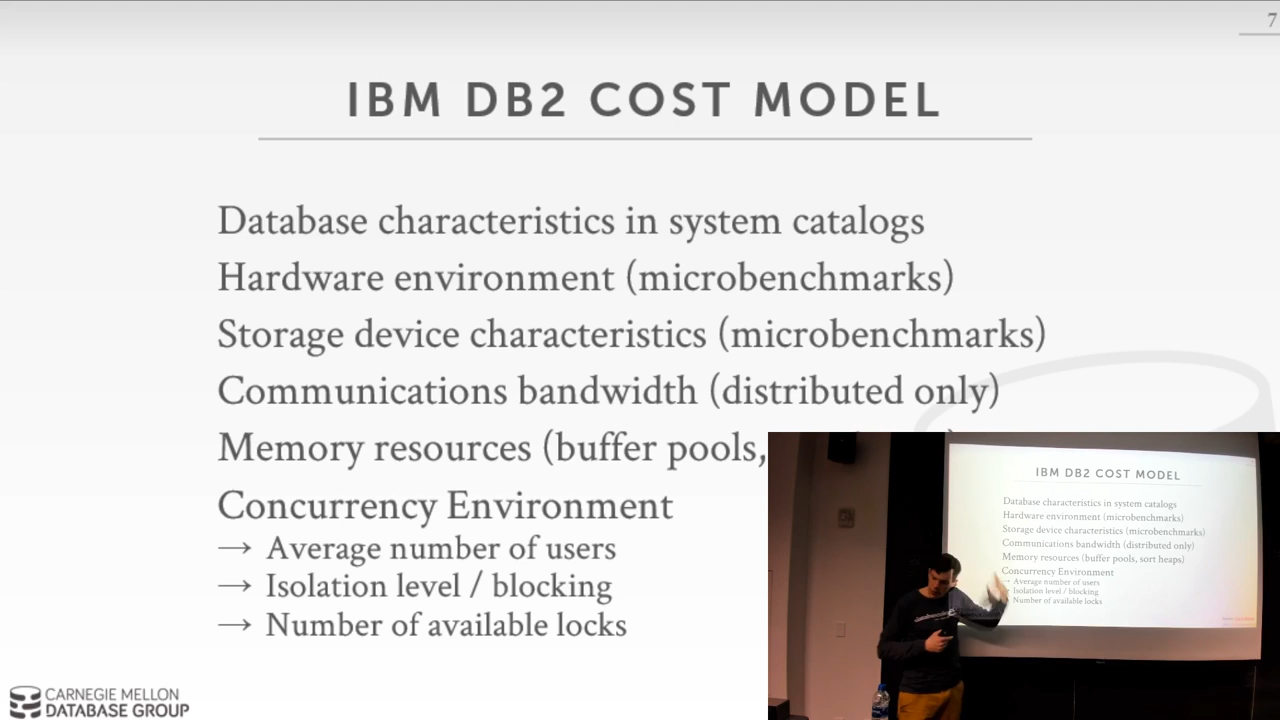 7
IBM DB2 COST MODEL
Database characteristics in system catalogs
Hardware environment (microbenchmarks)
Storage device characteristics (microbenchmarks)
Communications bandwidth (distributed only)
Memory resources (buffer pools,
Concurrency Environment
→ Average number of users
→ Isolation level / blocking
→ Number of available locks
CARNEGIE MELLON
DATABASE GROUP
IBM DB2 COST MODEL
Database characteristics in system catalogs
Hardware environment (microbenchmarks)
Storage device characteristics (microbenchmarks)
Communications bandwidth (distributed only)
Memory resources (buffer pools, sort heaps)
Concurrency Environment
Average number of users
Isolation level / blocking
Number of available locks